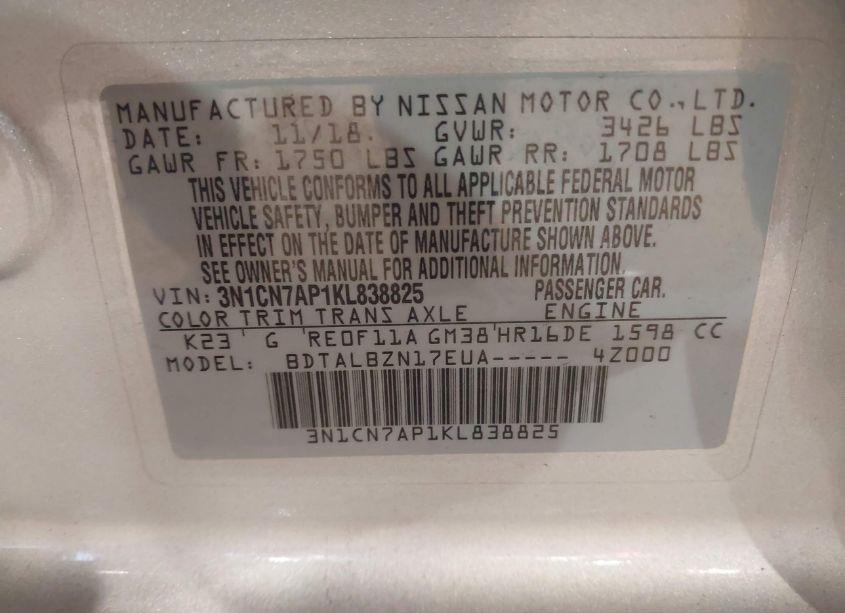 MANUFACTURED BY NISSAN MOTOR CO., LTD.
DATE: 11/18. GVWR: 3426 LBS
GAWR FR: 1750 LBS GAWR RR: 1708 LBS
THIS VEHICLE CONFORMS TO ALL APPLICABLE FEDERAL MOTOR
VEHICLE SAFETY, BUMPER AND THEFT PREVENTION STANDARDS
IN EFFECT ON THE DATE OF MANUFACTURE SHOWN ABOVE.
SEE OWNER'S MANUAL FOR ADDITIONAL INFORMATION.
VIN: 3N1CN7AP1KL838825 PASSENGER CAR.
COLOR TRIM TRANS AXLE ENGINE
K23 G RE0F11A GM38 HR16DE 1598 CC
MODEL: BDTALBZN17EUA----- 4Z000
3N1CN7AP1KL838825